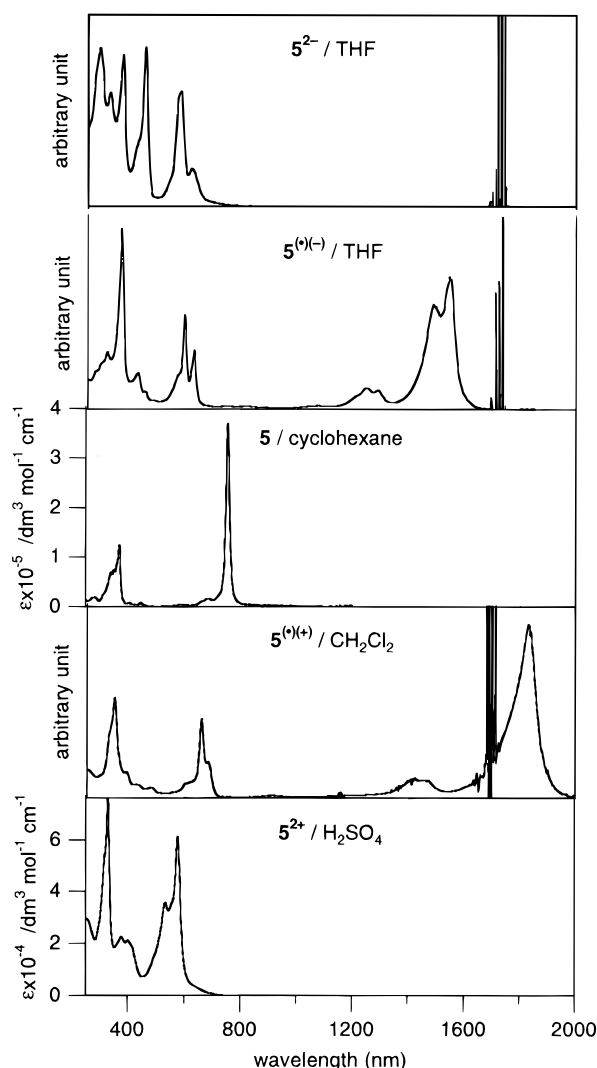 5²⁻ / THF
arbitrary unit
5⁽•⁾⁽⁻⁾ / THF
arbitrary unit
5 / cyclohexane
4
3
2
1
0
εx10⁻⁵ /dm³ mol⁻¹ cm⁻¹
5⁽•⁾⁽⁺⁾ / CH₂Cl₂
arbitrary unit
5²⁺ / H₂SO₄
6
4
2
0
εx10⁻⁴ /dm³ mol⁻¹ cm⁻¹
400 800 1200 1600 2000
wavelength (nm)